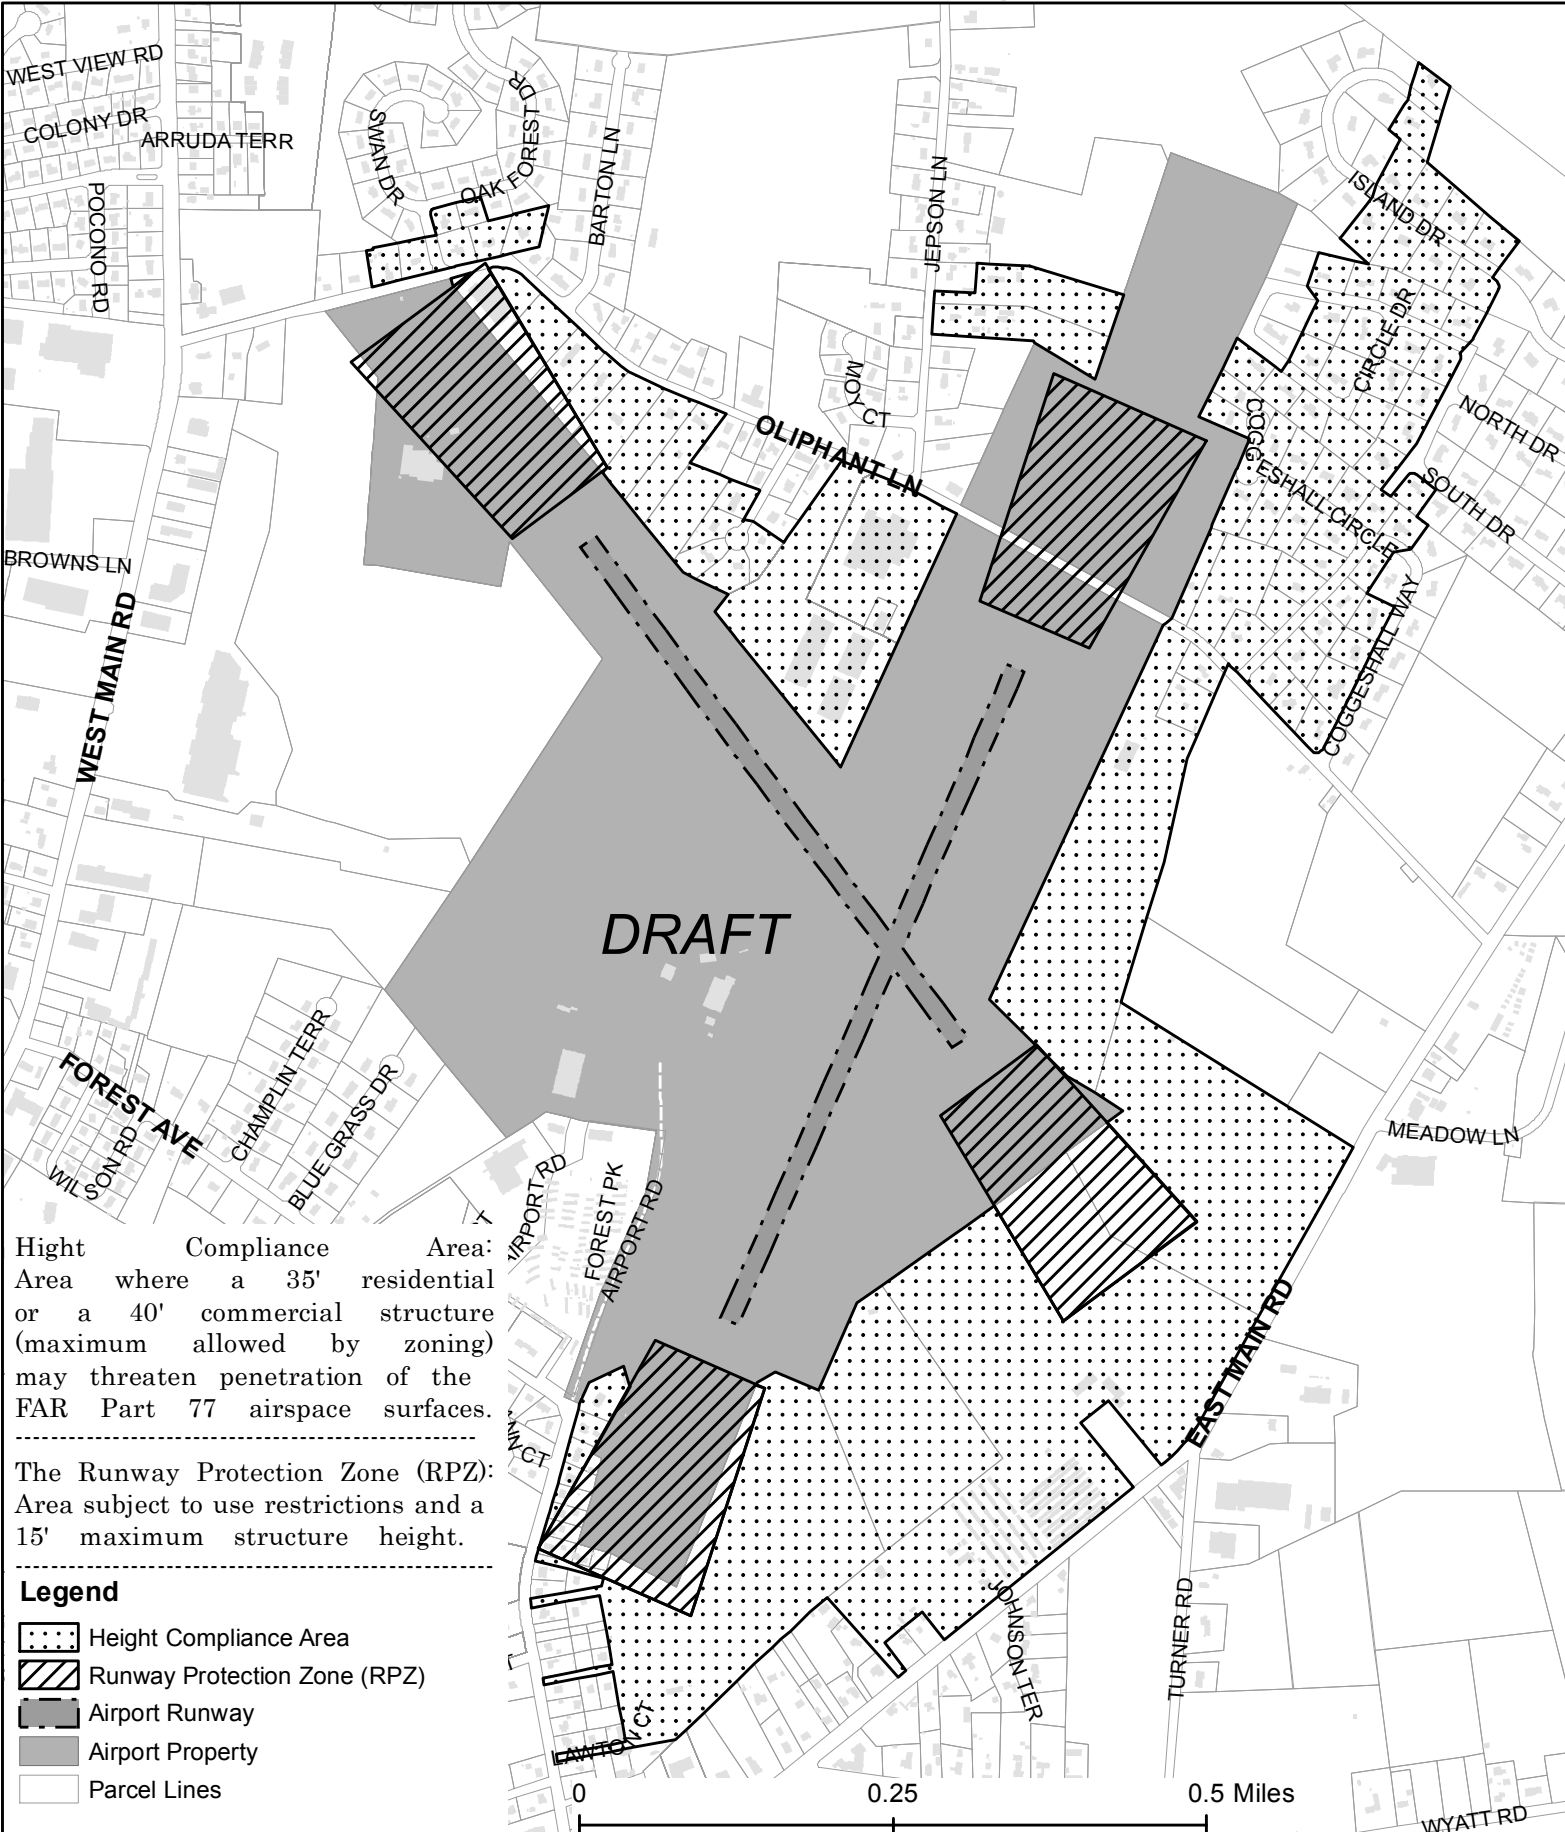 WEST VIEW RD
COLONY DR
ARRUDA TERR
POCONO RD
SWAN DR
OAK FOREST DR
BARTON LN
JEPSON LN
ISLAND DR
CIRCLE DR
NORTH DR
SOUTH DR
COGGESHALL CIRCLE
COGGESHALL WAY
MOY CT
OLIPHANT LN
BROWNS LN
WEST MAIN RD
DRAFT
FOREST AVE
WILSON RD
CHAMPLIN TERR
BLUE GRASS DR
AIRPORT RD
FOREST PK
AIRPORT RD
MEADOW LN
EAST MAIN RD
JOHNSON TER
TURNER RD
LAWTON CT
WYATT RD
Hight Compliance Area:
Area where a 35' residential
or a 40' commercial structure
(maximum allowed by zoning)
may threaten penetration of the
FAR Part 77 airspace surfaces.
The Runway Protection Zone (RPZ):
Area subject to use restrictions and a
15' maximum structure height.
Legend
Height Compliance Area
Runway Protection Zone (RPZ)
Airport Runway
Airport Property
Parcel Lines
0 0.25 0.5 Miles